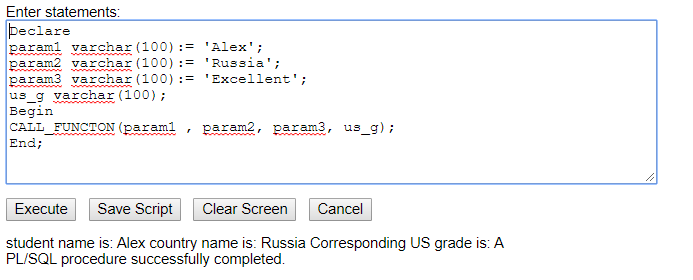 Enter statements:
Declare
param1 varchar(100):= 'Alex';
param2 varchar(100):= 'Russia';
param3 varchar(100):= 'Excellent';
us_g varchar(100);
Begin
CALL_FUNCTON(param1 , param2, param3, us_g);
End;
Execute Save Script Clear Screen Cancel
student name is: Alex country name is: Russia Corresponding US grade is: A
PL/SQL procedure successfully completed.